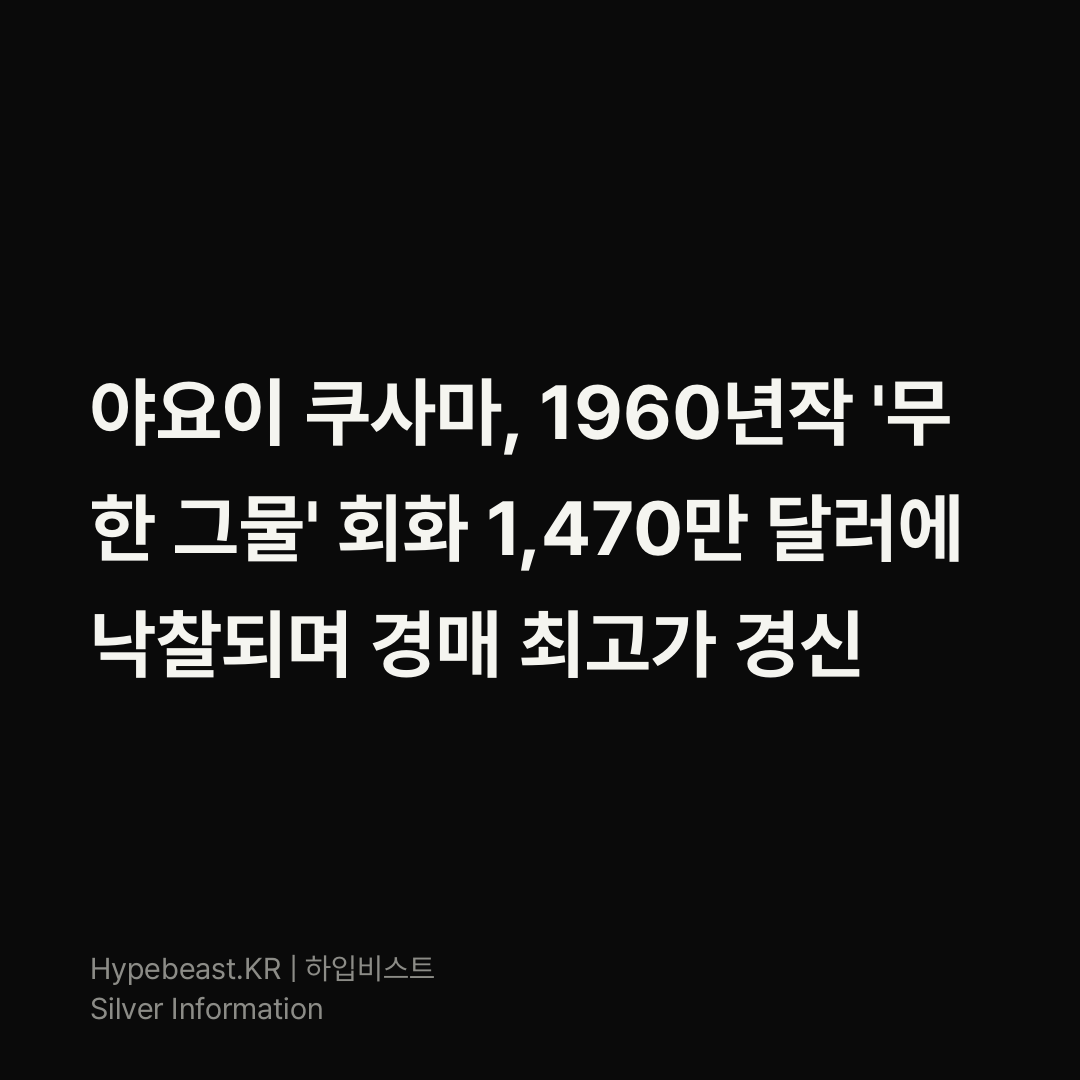 야요이 쿠사마, 1960년작 '무
한 그물' 회화 1,470만 달러에
낙찰되며 경매 최고가 경신
Hypebeast.KR | 하입비스트
Silver Information